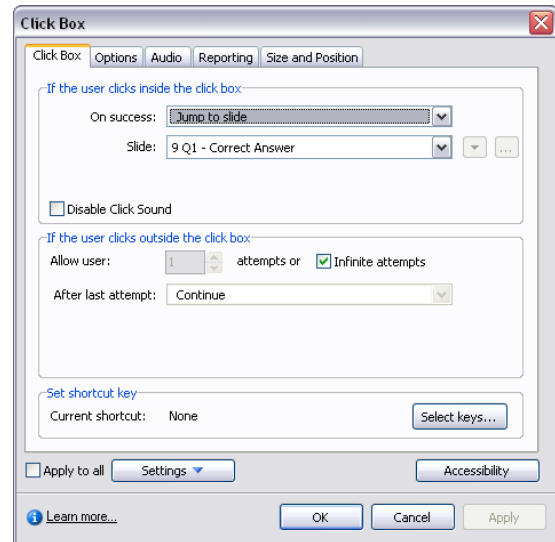 Click Box
Click Box Options Audio Reporting Size and Position
If the user clicks inside the click box
On success: Jump to slide
Slide: 9 Q1 - Correct Answer
...
Disable Click Sound
If the user clicks outside the click box
Allow user: 1 attempts or Infinite attempts
After last attempt: Continue
Set shortcut key
Current shortcut: None Select keys...
Apply to all Settings Accessibility
Learn more... OK Cancel Apply